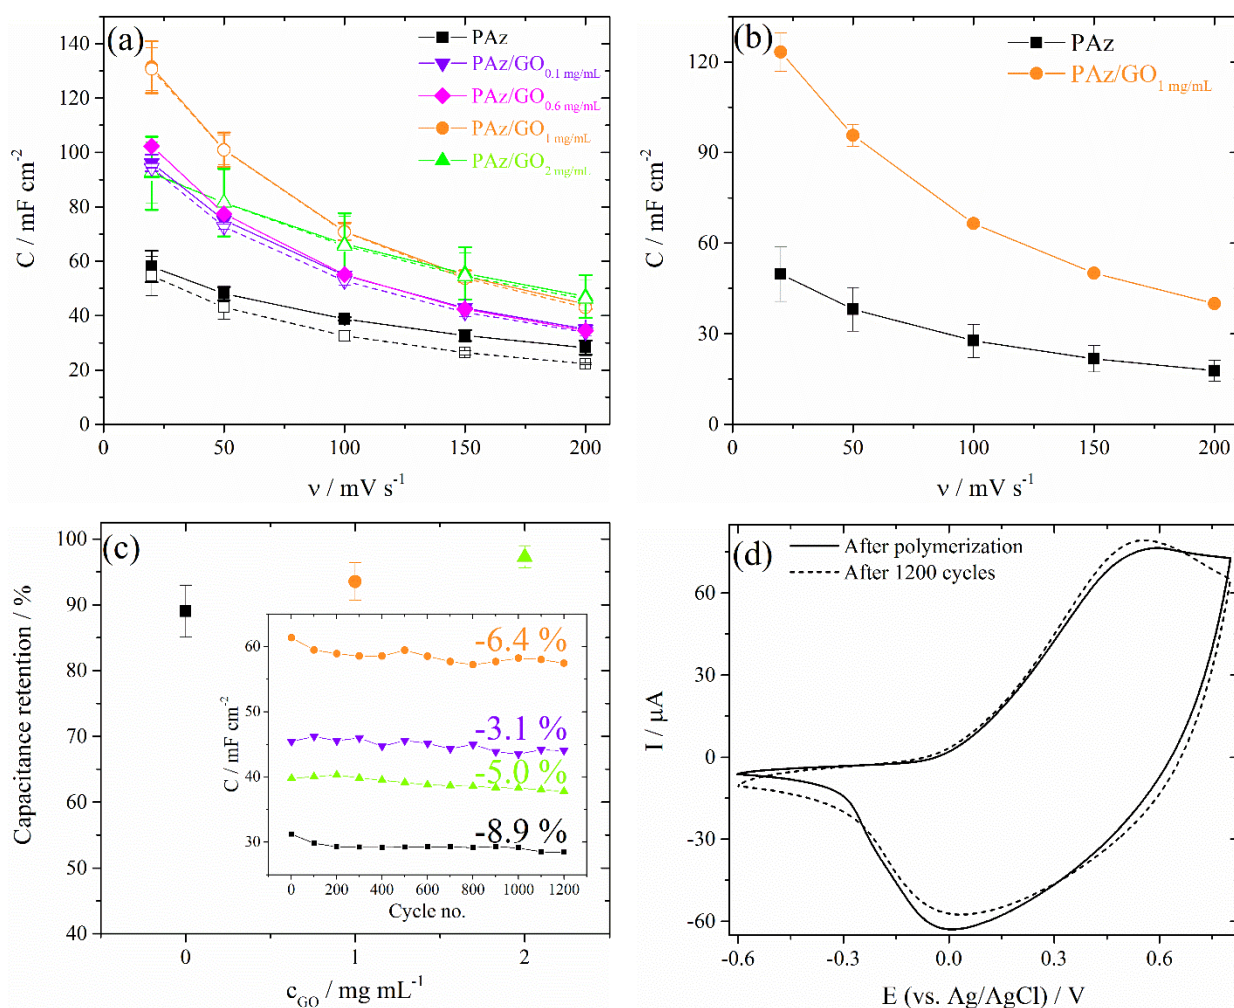 (a)
PAz
PAz/GO0.1 mg/mL
PAz/GO0.6 mg/mL
PAz/GO1 mg/mL
PAz/GO2 mg/mL
C / mF cm-2
140
120
100
80
60
40
20
0
0 50 100 150 200
ν / mV s-1
(b)
PAz
PAz/GO1 mg/mL
C / mF cm-2
120
90
60
30
0
0 50 100 150 200
ν / mV s-1
(c)
Capacitance retention / %
100
95
90
85
80
75
70
65
60
55
50
45
40
0 1 2
cGO / mg mL-1
-6.4 %
-3.1 %
-5.0 %
-8.9 %
C / mF cm-2
60
50
40
30
0 200 400 600 800 1000 1200
Cycle no.
(d)
After polymerization
After 1200 cycles
I / µA
60
30
0
-30
-60
-0.6 -0.3 0.0 0.3 0.6
E (vs. Ag/AgCl) / V